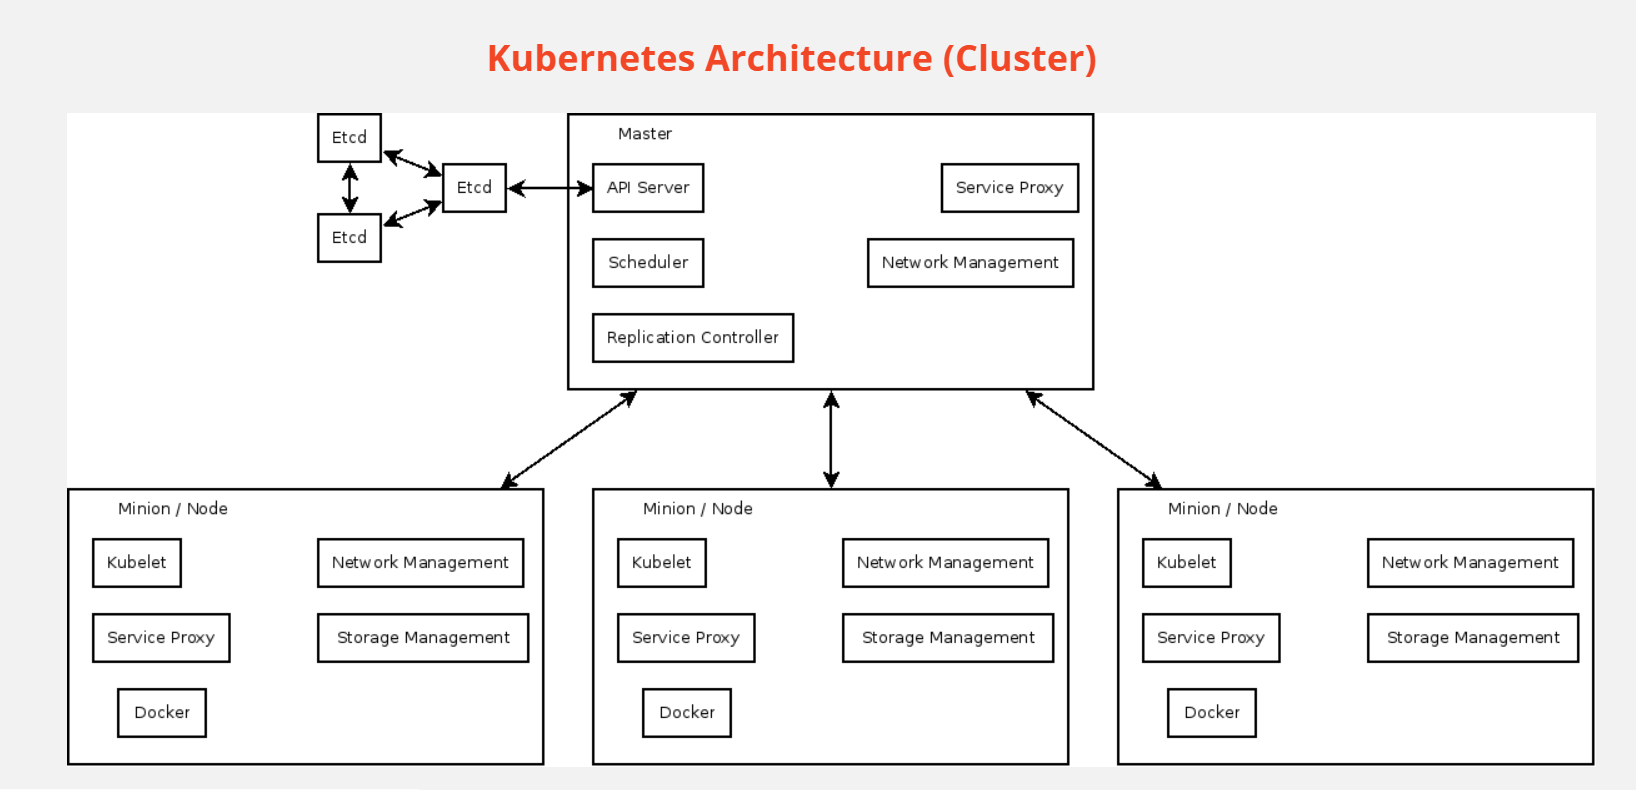 Kubernetes Architecture (Cluster)
Etcd
Etcd
Etcd
Master
API Server
Service Proxy
Scheduler
Network Management
Replication Controller
Minion / Node
Kubelet
Network Management
Service Proxy
Storage Management
Docker
Minion / Node
Kubelet
Network Management
Service Proxy
Storage Management
Docker
Minion / Node
Kubelet
Network Management
Service Proxy
Storage Management
Docker